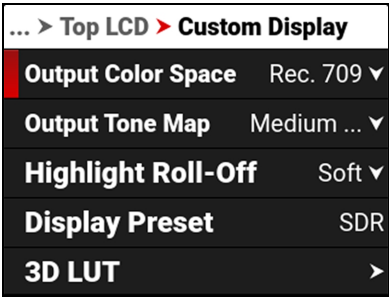 ... > Top LCD > Custom Display
Output Color Space Rec. 709
Output Tone Map Medium ...
Highlight Roll-Off Soft
Display Preset SDR
3D LUT >